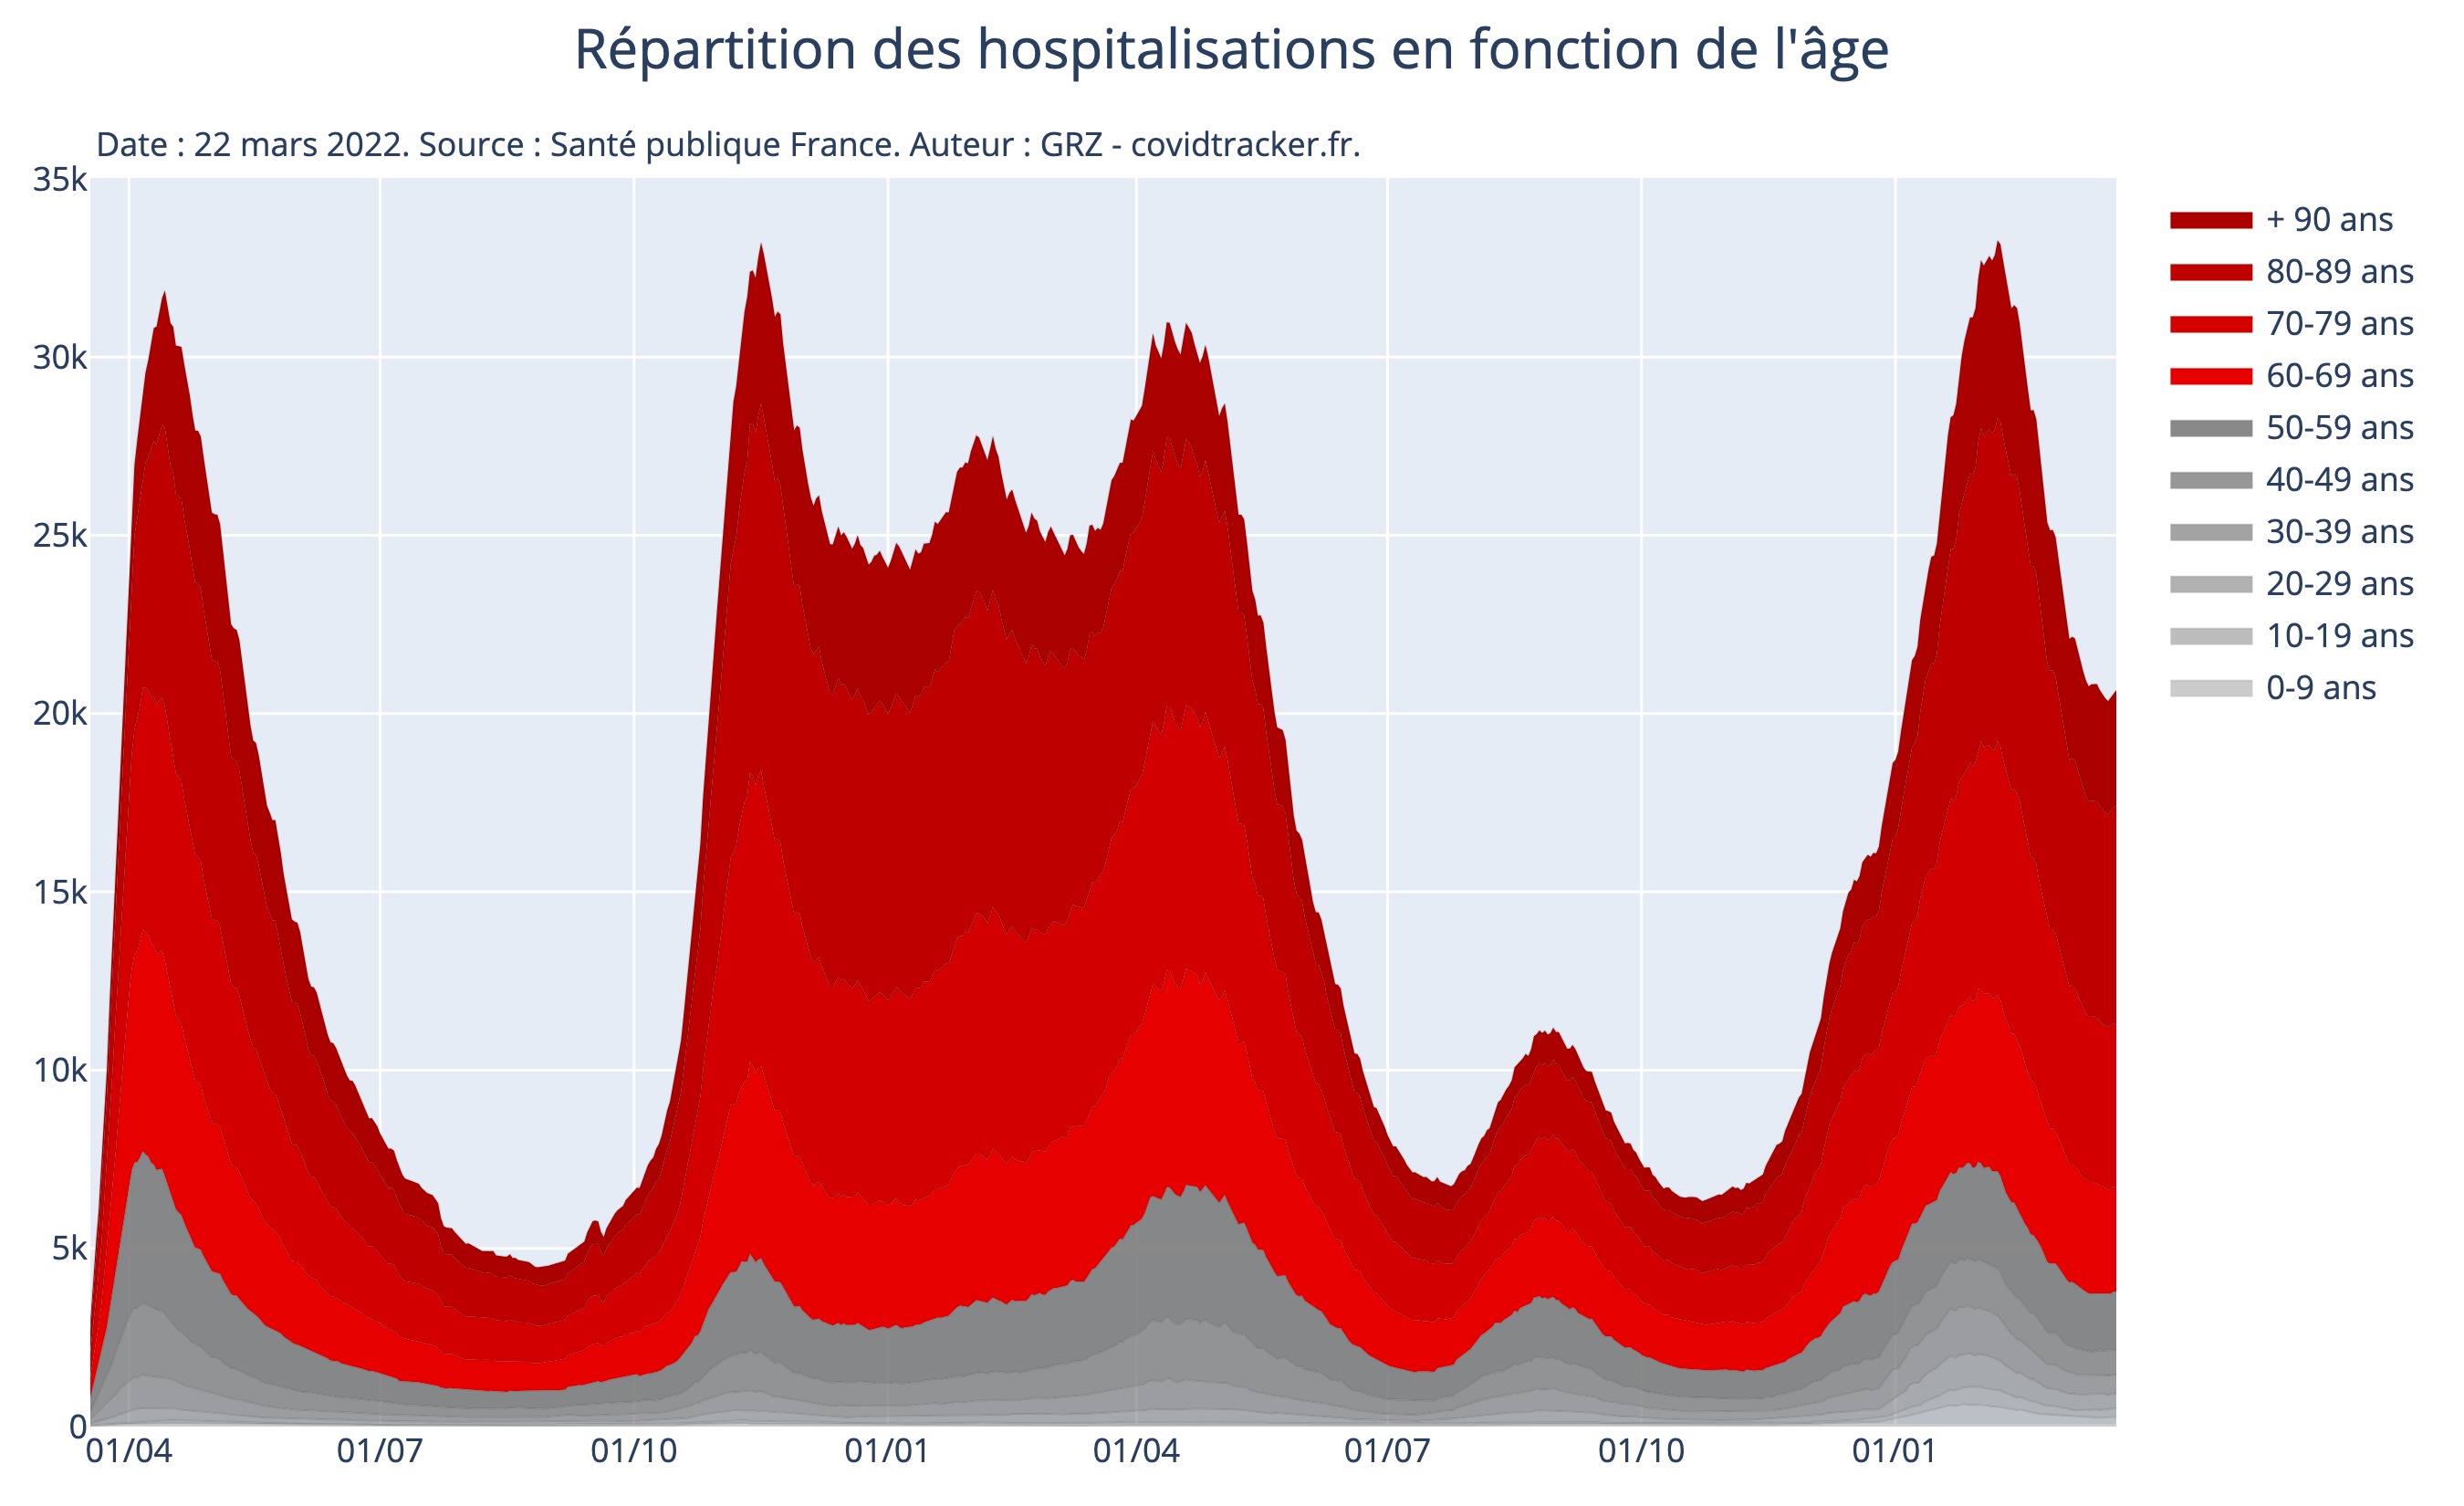 Répartition des hospitalisations en fonction de l'âge
Date : 22 mars 2022. Source : Santé publique France. Auteur : GRZ - covidtracker.fr.
35k
30k
25k
20k
15k
10k
5k
0
01/04
01/07
01/10
01/01
01/04
01/07
01/10
01/01
+ 90 ans
80-89 ans
70-79 ans
60-69 ans
50-59 ans
40-49 ans
30-39 ans
20-29 ans
10-19 ans
0-9 ans